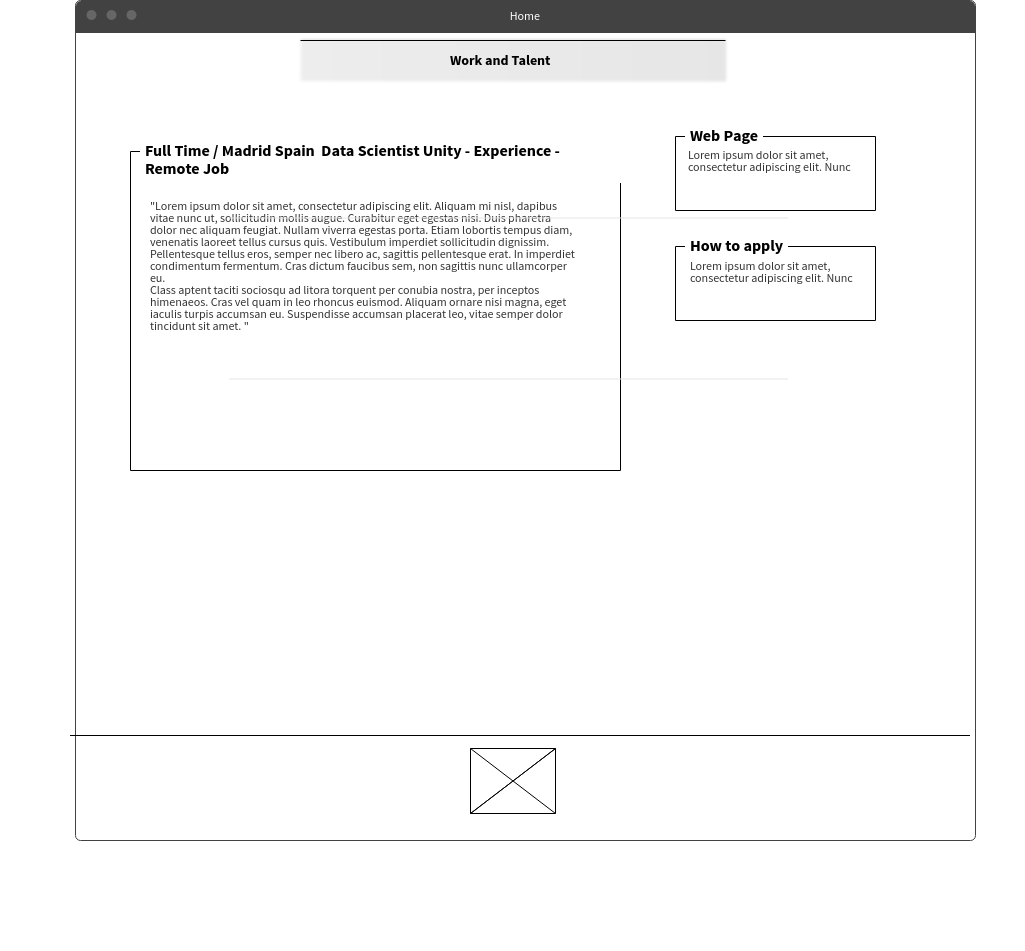 Home
Work and Talent
Full Time / Madrid Spain  Data Scientist Unity - Experience -
Remote Job
"Lorem ipsum dolor sit amet, consectetur adipiscing elit. Aliquam mi nisl, dapibus
vitae nunc ut, sollicitudin mollis augue. Curabitur eget egestas nisi. Duis pharetra
dolor nec aliquam feugiat. Nullam viverra egestas porta. Etiam lobortis tempus diam,
venenatis laoreet tellus cursus quis. Vestibulum imperdiet sollicitudin dignissim.
Pellentesque tellus eros, semper nec libero ac, sagittis pellentesque erat. In imperdiet
condimentum fermentum. Cras dictum faucibus sem, non sagittis nunc ullamcorper
eu.
Class aptent taciti sociosqu ad litora torquent per conubia nostra, per inceptos
himenaeos. Cras vel quam in leo rhoncus euismod. Aliquam ornare nisi magna, eget
iaculis turpis accumsan eu. Suspendisse accumsan placerat leo, vitae semper dolor
tincidunt sit amet. "
Web Page
Lorem ipsum dolor sit amet,
consectetur adipiscing elit. Nunc
How to apply
Lorem ipsum dolor sit amet,
consectetur adipiscing elit. Nunc